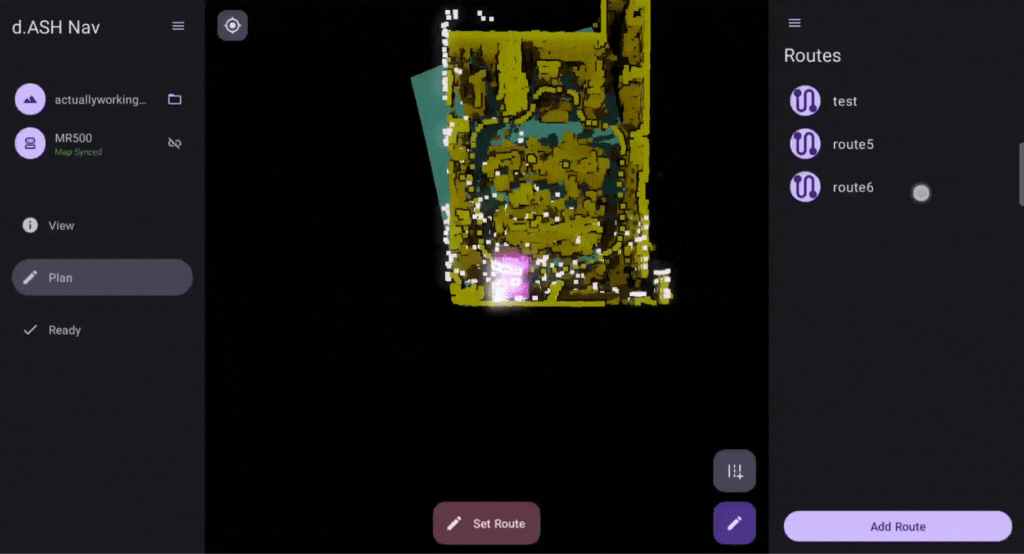 d.ASH Nav
actuallyworking...
MR500
Map Synced
View
Plan
Ready
Set Route
Routes
test
route5
route6
Add Route